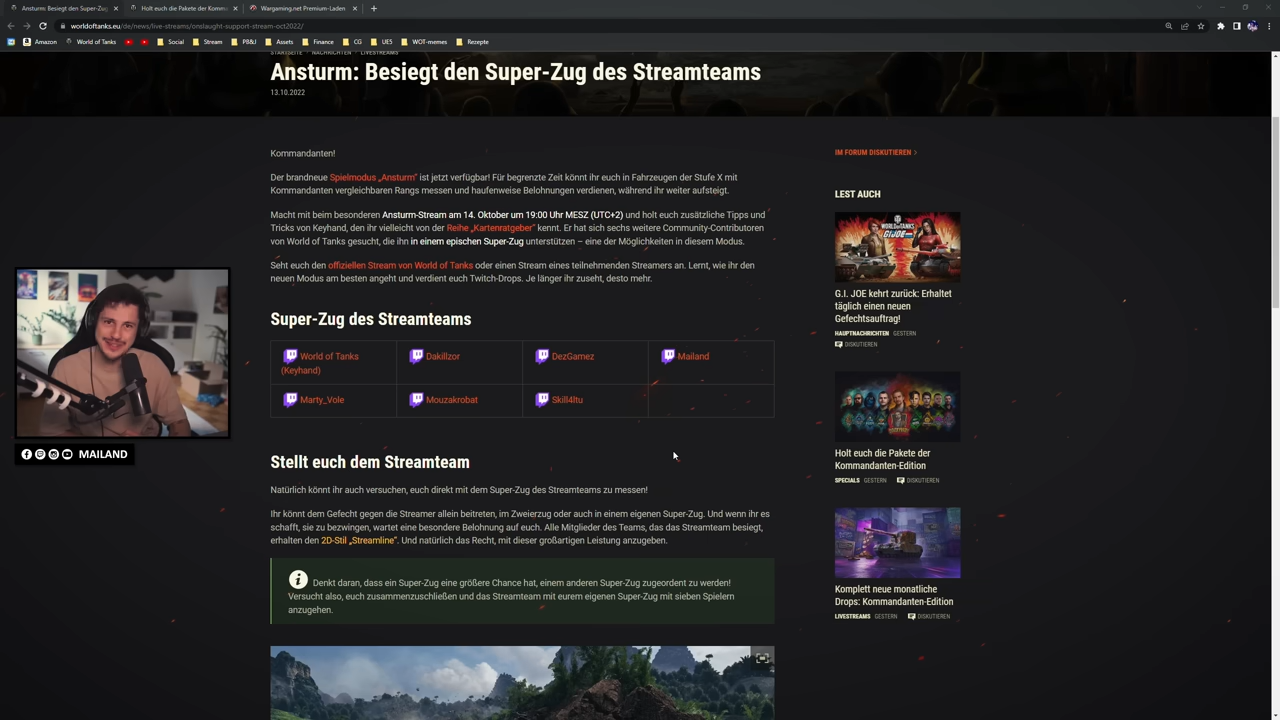 Ansturm: Besiegt den Super-Zug
Holt euch die Pakete der Komma
Wargaming.net Premium-Laden
worldoftanks.eu/de/news/live-streams/onslaught-support-stream-oct2022/
Amazon World of Tanks Social Stream PB&J Assets Finance CG UE5 WOT-memes Rezepte
STARTSEITE NACHRICHTEN LIVESTREAMS
Ansturm: Besiegt den Super-Zug des Streamteams
13.10.2022
Kommandanten!
Der brandneue Spielmodus „Ansturm“ ist jetzt verfügbar! Für begrenzte Zeit könnt ihr euch in Fahrzeugen der Stufe X mit
Kommandanten vergleichbaren Rangs messen und haufenweise Belohnungen verdienen, während ihr weiter aufsteigt.
Macht mit beim besonderen Ansturm-Stream am 14. Oktober um 19:00 Uhr MESZ (UTC+2) und holt euch zusätzliche Tipps und
Tricks von Keyhand, den ihr vielleicht von der Reihe „Kartenratgeber“ kennt. Er hat sich sechs weitere Community-Contributoren
von World of Tanks gesucht, die ihn in einem epischen Super-Zug unterstützen – eine der Möglichkeiten in diesem Modus.
Seht euch den offiziellen Stream von World of Tanks oder einen Stream eines teilnehmenden Streamers an. Lernt, wie ihr den
neuen Modus am besten angeht und verdient euch Twitch-Drops. Je länger ihr zuseht, desto mehr.
Super-Zug des Streamteams
World of Tanks
(Keyhand)
Dakillzor
DezGamez
Mailand
Marty_Vole
Mouzakrobat
Skill4ltu
Stellt euch dem Streamteam
Natürlich könnt ihr auch versuchen, euch direkt mit dem Super-Zug des Streamteams zu messen!
Ihr könnt dem Gefecht gegen die Streamer allein beitreten, im Zweierzug oder auch in einem eigenen Super-Zug. Und wenn ihr es
schafft, sie zu bezwingen, wartet eine besondere Belohnung auf euch. Alle Mitglieder des Teams, das das Streamteam besiegt,
erhalten den 2D-Stil „Streamline“. Und natürlich das Recht, mit dieser großartigen Leistung anzugeben.
Denkt daran, dass ein Super-Zug eine größere Chance hat, einem anderen Super-Zug zugeordnet zu werden!
Versucht also, euch zusammenzuschließen und das Streamteam mit eurem eigenen Super-Zug mit sieben Spielern
anzugehen.
IM FORUM DISKUTIEREN
LEST AUCH
WORLD OF TANKS
G.I. JOE
G.I. JOE kehrt zurück: Erhaltet
täglich einen neuen
Gefechtsauftrag!
HAUPTNACHRICHTEN GESTERN
DISKUTIEREN
Holt euch die Pakete der
Kommandanten-Edition
SPECIALS GESTERN DISKUTIEREN
Komplett neue monatliche
Drops: Kommandanten-Edition
LIVESTREAMS GESTERN DISKUTIEREN
MAILAND